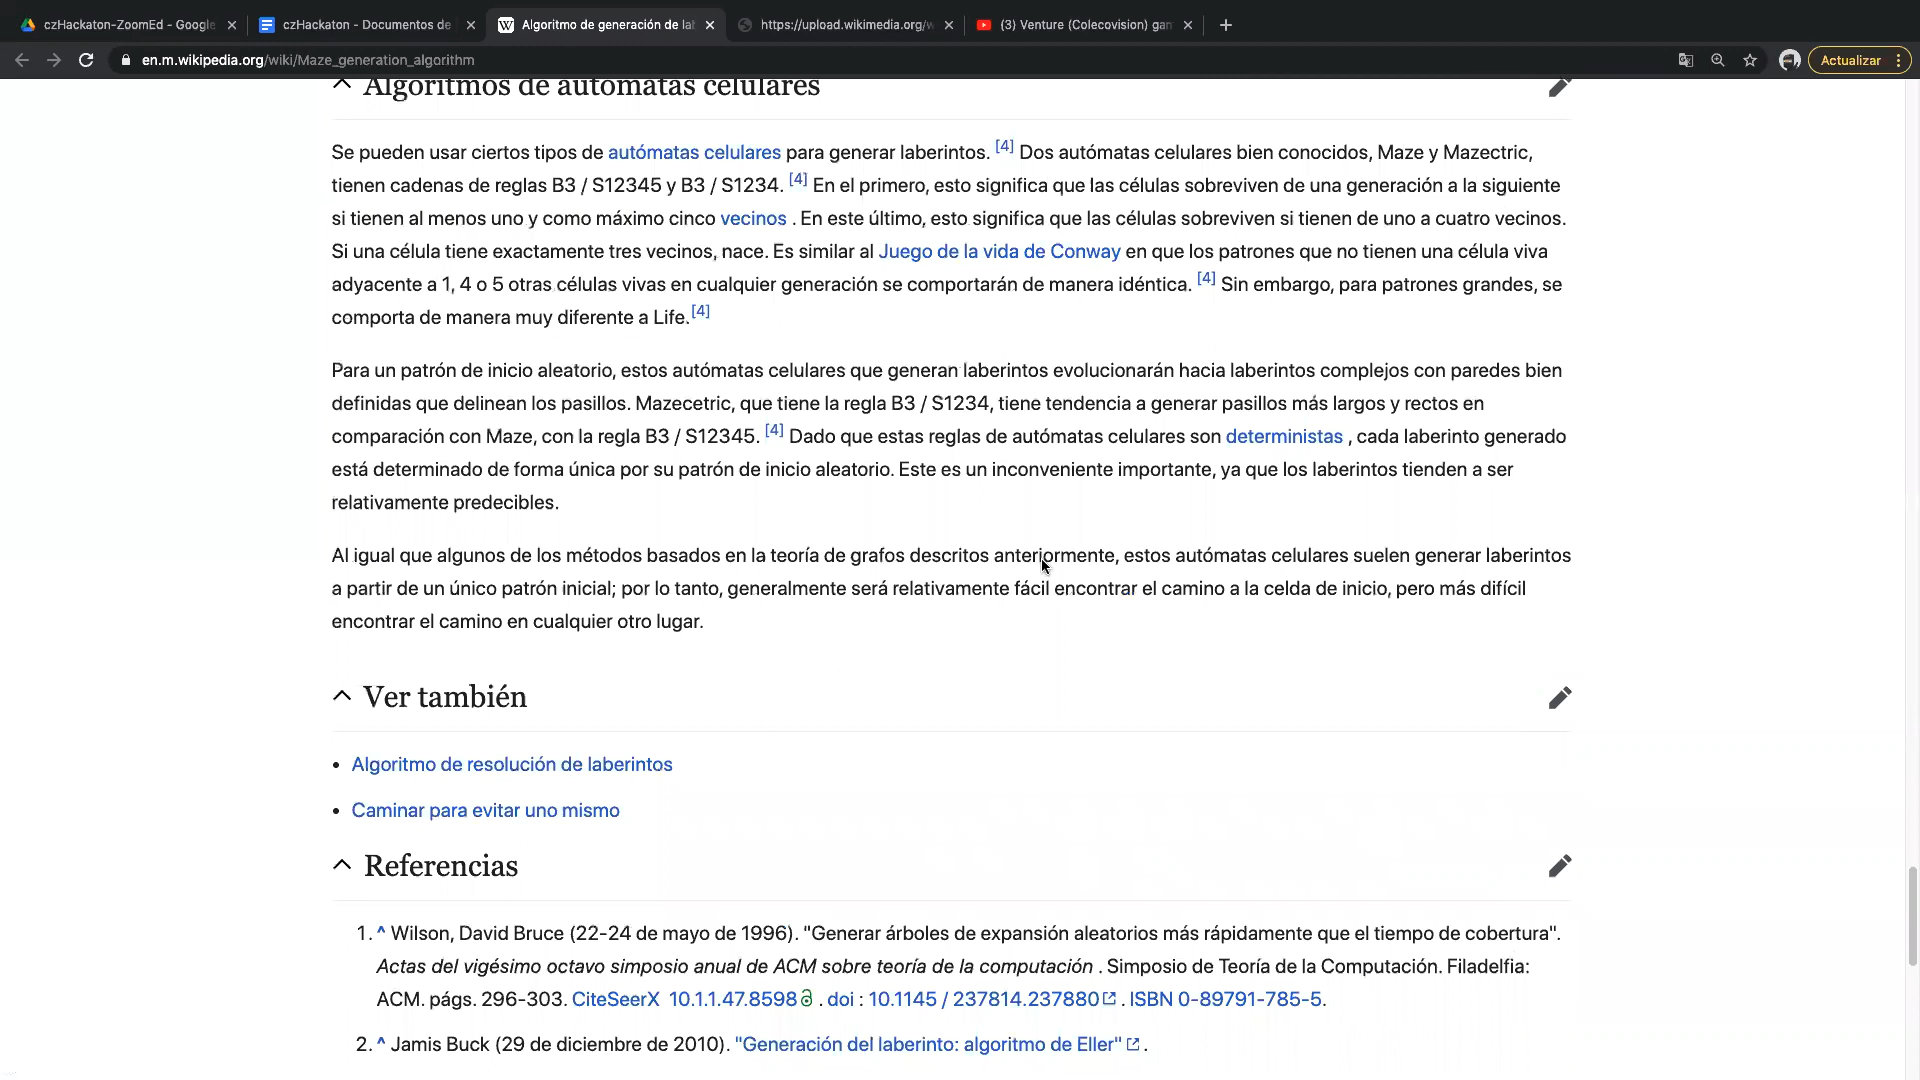 czHackaton-ZoomEd - Google
czHackaton - Documentos de
Algoritmo de generación de lab
https://upload.wikimedia.org/w
(3) Venture (Colecovision) gam
en.m.wikipedia.org/wiki/Maze_generation_algorithm
Actualizar
Algoritmos de autómatas celulares
Se pueden usar ciertos tipos de autómatas celulares para generar laberintos. [4] Dos autómatas celulares bien conocidos, Maze y Mazectric,
tienen cadenas de reglas B3 / S12345 y B3 / S1234. [4] En el primero, esto significa que las células sobreviven de una generación a la siguiente
si tienen al menos uno y como máximo cinco vecinos . En este último, esto significa que las células sobreviven si tienen de uno a cuatro vecinos.
Si una célula tiene exactamente tres vecinos, nace. Es similar al Juego de la vida de Conway en que los patrones que no tienen una célula viva
adyacente a 1, 4 o 5 otras células vivas en cualquier generación se comportarán de manera idéntica. [4] Sin embargo, para patrones grandes, se
comporta de manera muy diferente a Life.[4]
Para un patrón de inicio aleatorio, estos autómatas celulares que generan laberintos evolucionarán hacia laberintos complejos con paredes bien
definidas que delinean los pasillos. Mazecetric, que tiene la regla B3 / S1234, tiene tendencia a generar pasillos más largos y rectos en
comparación con Maze, con la regla B3 / S12345. [4] Dado que estas reglas de autómatas celulares son deterministas , cada laberinto generado
está determinado de forma única por su patrón de inicio aleatorio. Este es un inconveniente importante, ya que los laberintos tienden a ser
relativamente predecibles.
Al igual que algunos de los métodos basados en la teoría de grafos descritos anteriormente, estos autómatas celulares suelen generar laberintos
a partir de un único patrón inicial; por lo tanto, generalmente será relativamente fácil encontrar el camino a la celda de inicio, pero más difícil
encontrar el camino en cualquier otro lugar.
Ver también
• Algoritmo de resolución de laberintos
• Caminar para evitar uno mismo
Referencias
1. ^ Wilson, David Bruce (22-24 de mayo de 1996). "Generar árboles de expansión aleatorios más rápidamente que el tiempo de cobertura".
Actas del vigésimo octavo simposio anual de ACM sobre teoría de la computación . Simposio de Teoría de la Computación. Filadelfia:
ACM. págs. 296-303. CiteSeerX 10.1.1.47.8598 . doi : 10.1145 / 237814.237880 . ISBN 0-89791-785-5.
2. ^ Jamis Buck (29 de diciembre de 2010). "Generación del laberinto: algoritmo de Eller" .